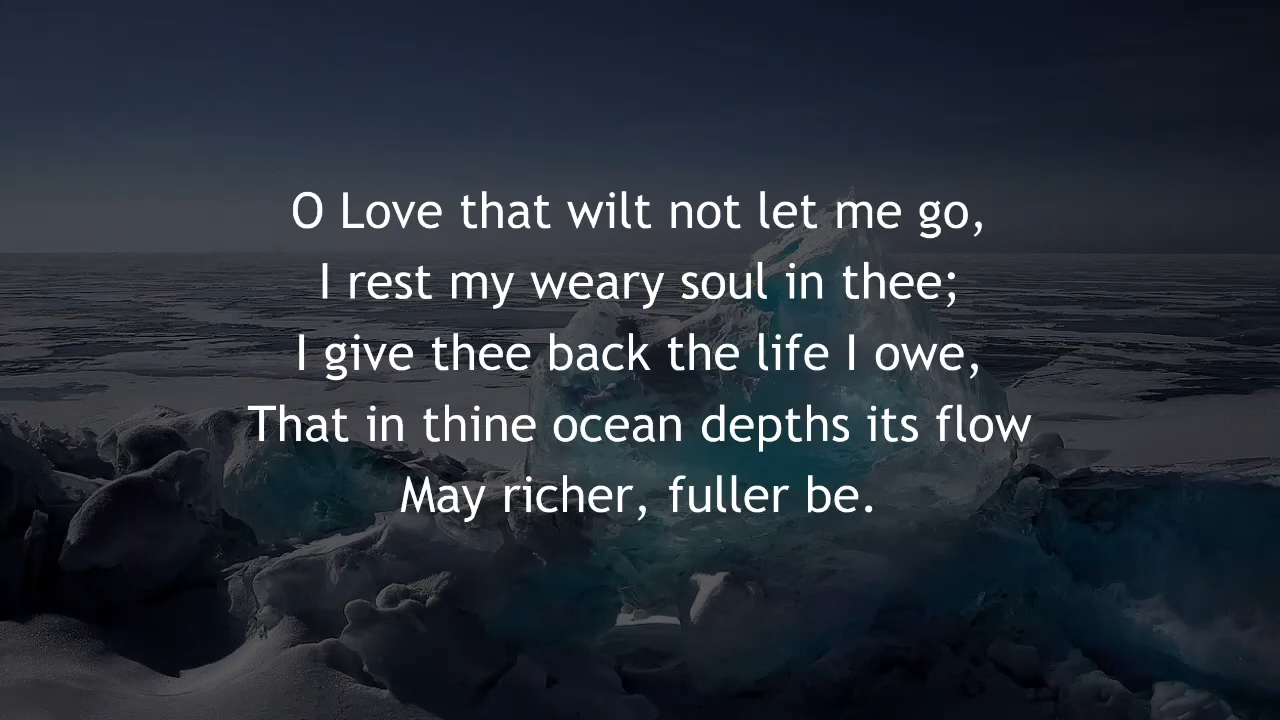 O Love that wilt not let me go,
I rest my weary soul in thee;
I give thee back the life I owe,
That in thine ocean depths its flow
May richer, fuller be.